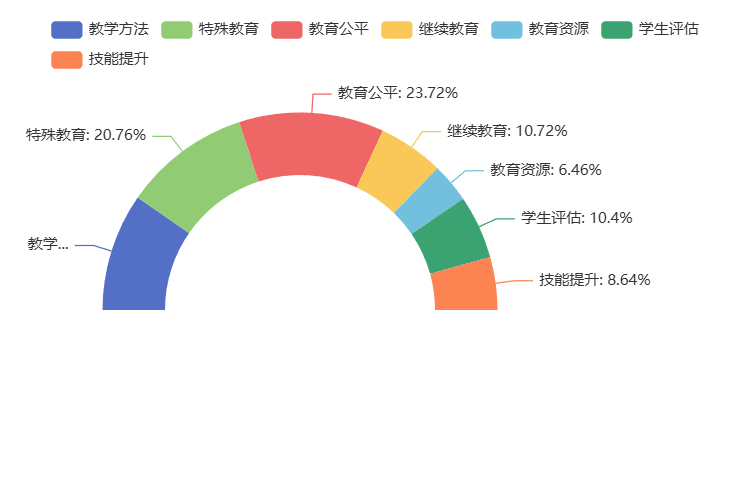 教学方法 特殊教育 教育公平 继续教育 教育资源 学生评估
技能提升
教育公平: 23.72%
特殊教育: 20.76%
继续教育: 10.72%
教育资源: 6.46%
学生评估: 10.4%
教学...
技能提升: 8.64%